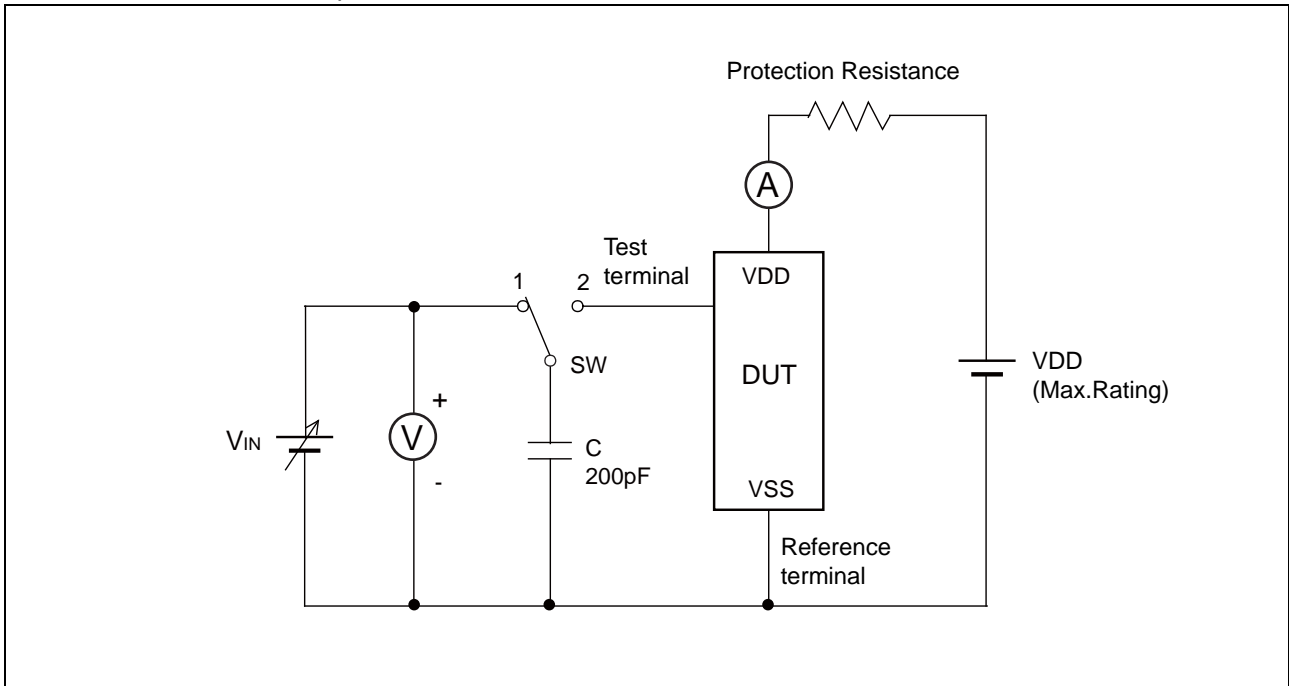 Protection Resistance
A
Test
terminal
1
2
VDD
SW
DUT
VDD
(Max.Rating)
VIN
+
V
-
C
200pF
VSS
Reference
terminal